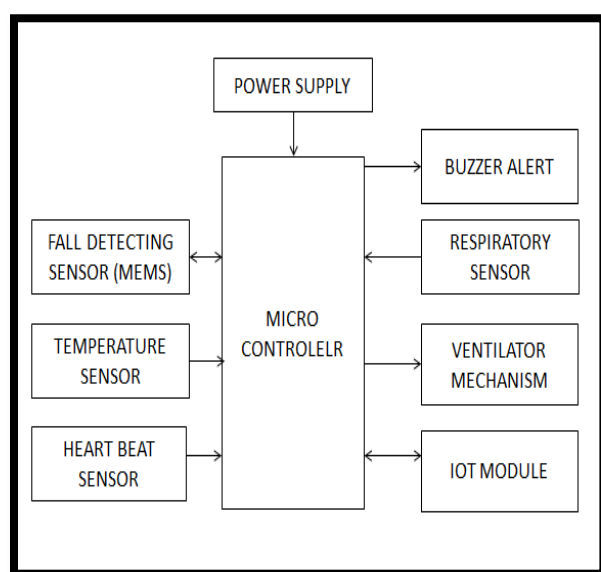 POWER SUPPLY
BUZZER ALERT
FALL DETECTING
SENSOR (MEMS)
RESPIRATORY
SENSOR
MICRO
CONTROLELR
TEMPERATURE
SENSOR
VENTILATOR
MECHANISM
HEART BEAT
SENSOR
IOT MODULE